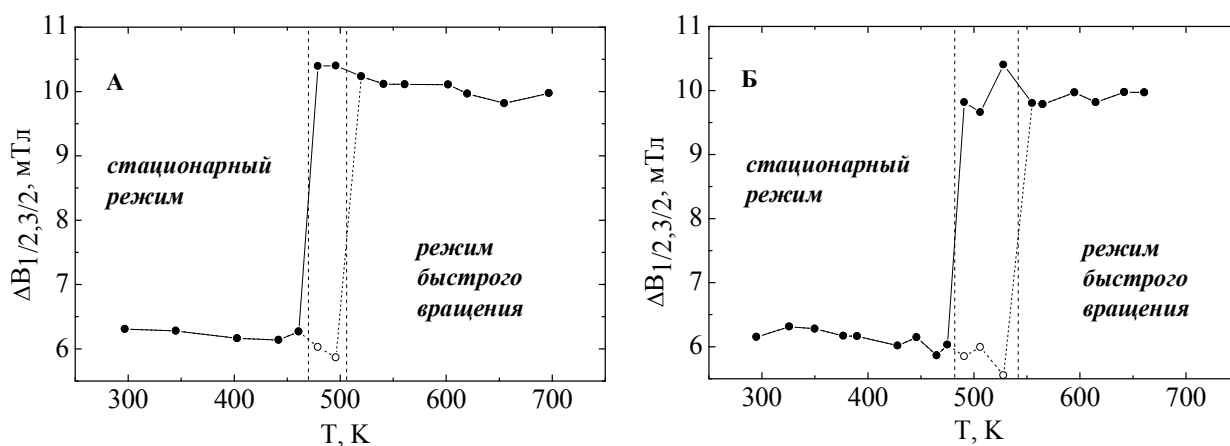 А
стационарный
режим
режим
быстрого
вращения
ΔB1/2,3/2, мТл
11
10
9
8
7
6
300
400
500
600
700
T, K
Б
стационарный
режим
режим
быстрого
вращения
ΔB1/2,3/2, мТл
11
10
9
8
7
6
300
400
500
600
700
T, K